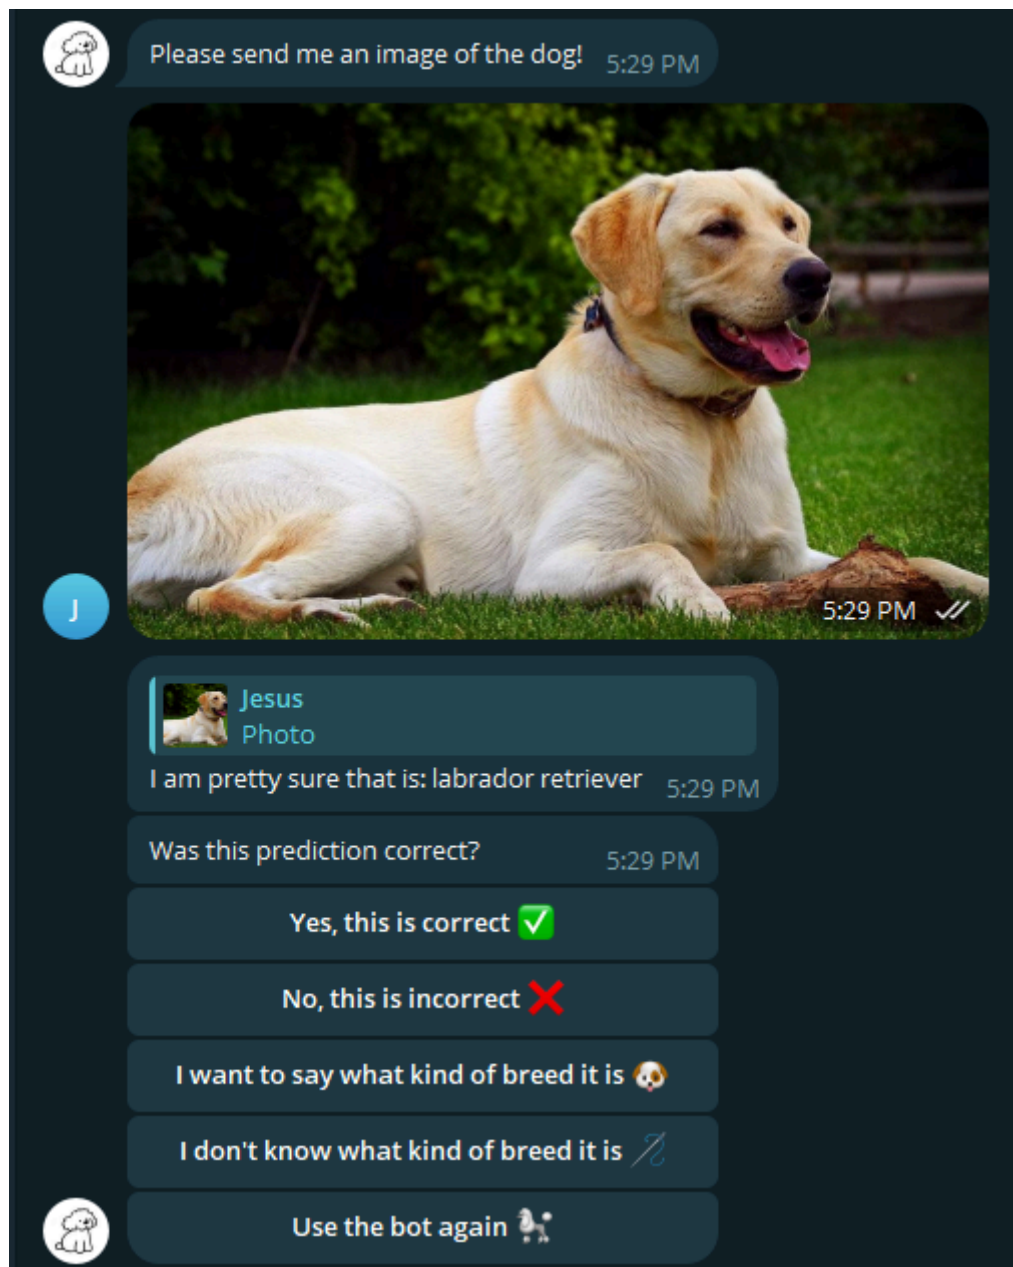 Please send me an image of the dog! 5:29 PM
5:29 PM
J
Jesus
Photo
I am pretty sure that is: labrador retriever 5:29 PM
Was this prediction correct? 5:29 PM
Yes, this is correct ✅
No, this is incorrect ❌
I want to say what kind of breed it is 🐶
I don't know what kind of breed it is 🪡
Use the bot again 🐩